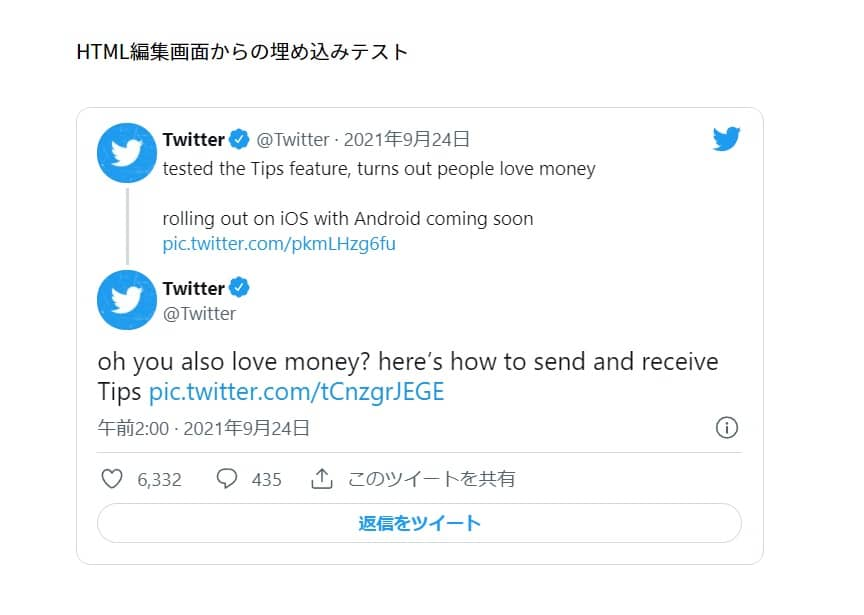 HTML編集画面からの埋め込みテスト
Twitter @Twitter · 2021年9月24日
tested the Tips feature, turns out people love money
rolling out on iOS with Android coming soon
pic.twitter.com/pkmLHzg6fu
Twitter
@Twitter
oh you also love money? here’s how to send and receive
Tips pic.twitter.com/tCnzgrJEGE
午前2:00 · 2021年9月24日
6,332 435 このツイートを共有
返信をツイート